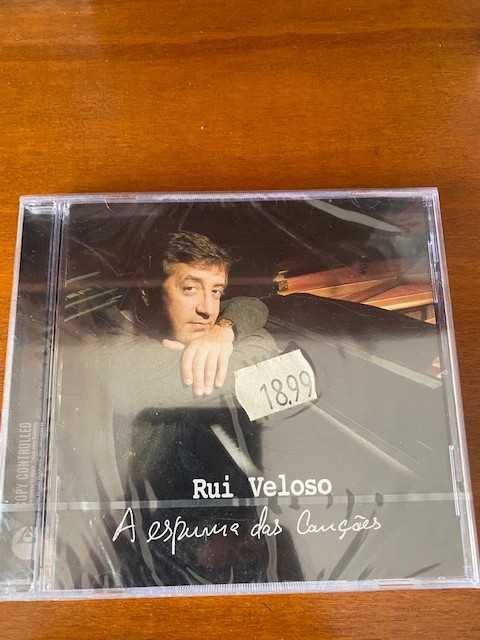 18.99
Rui Veloso
A espuma das Canções
COPY CONTROLLED